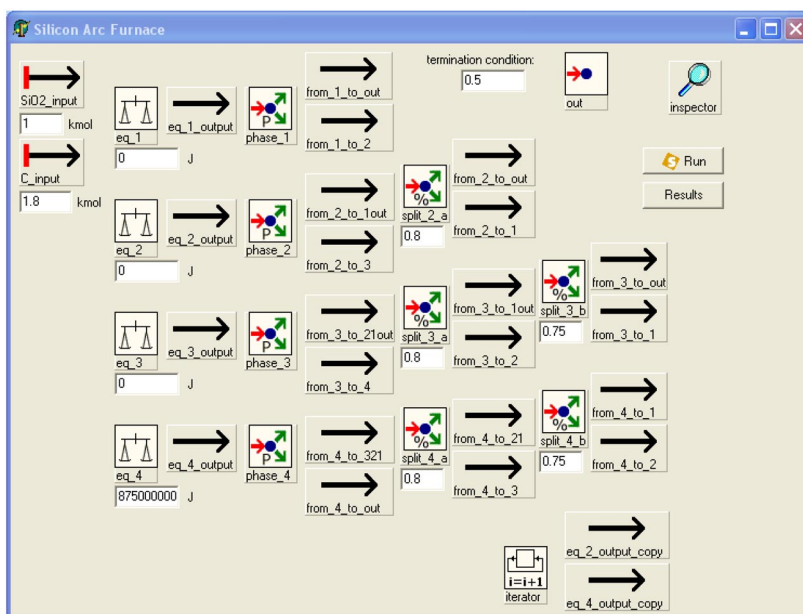 Silicon Arc Furnace
SiO2_input
1 kmol
C_input
1.8 kmol
eq_1
0 J
eq_1_output
P
phase_1
from_1_to_out
from_1_to_2
termination condition:
0.5
out
inspector
Run
Results
eq_2
0 J
eq_2_output
P
phase_2
from_2_to_1out
from_2_to_3
%
split_2_a
0.8
from_2_to_out
from_2_to_1
eq_3
0 J
eq_3_output
P
phase_3
from_3_to_21out
from_3_to_4
%
split_3_a
0.8
from_3_to_1out
from_3_to_2
%
split_3_b
0.75
from_3_to_out
from_3_to_1
eq_4
875000000 J
eq_4_output
P
phase_4
from_4_to_321
from_4_to_out
%
split_4_a
0.8
from_4_to_21
from_4_to_3
%
split_4_b
0.75
from_4_to_1
from_4_to_2
i=i+1
iterator
eq_2_output_copy
eq_4_output_copy